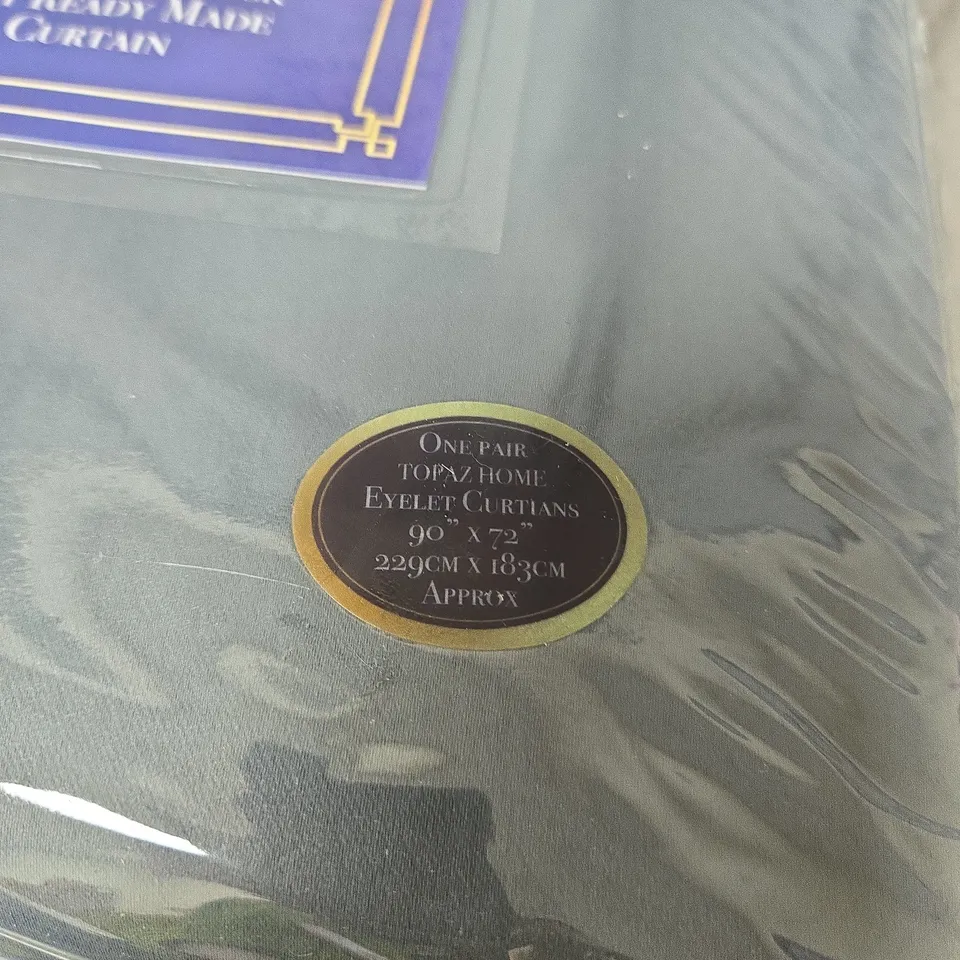 Ready Made
Curtain
One pair
TOPAZ HOME
Eyelet Curtians
90" x 72"
229cm x 183cm
Approx